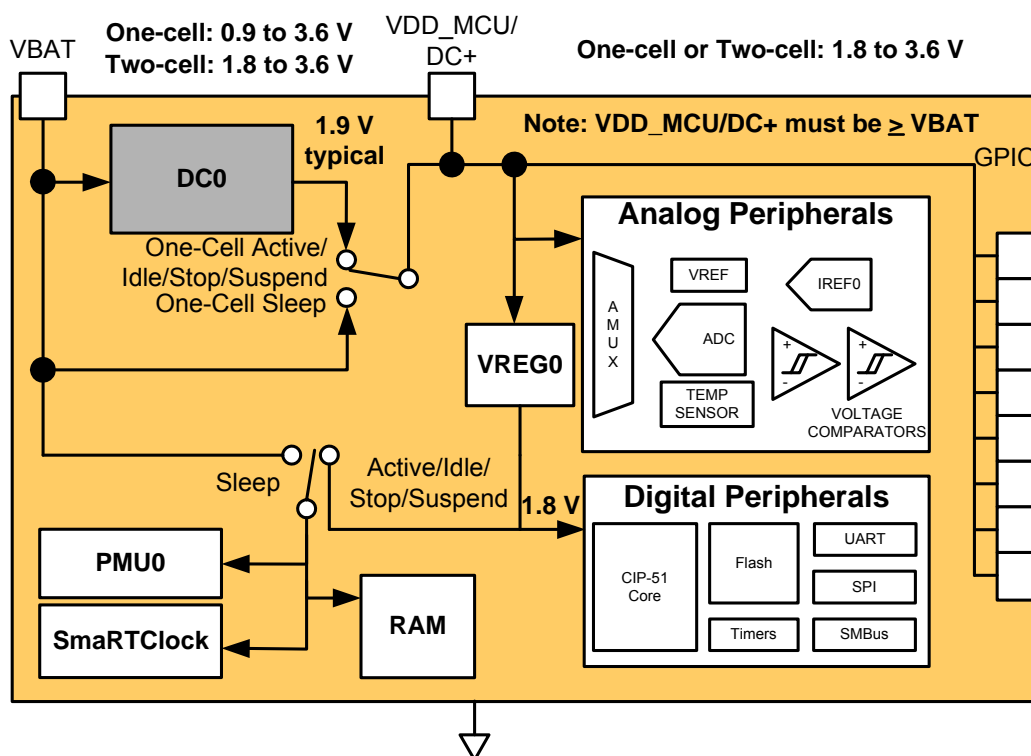 One-cell: 0.9 to 3.6 V
Two-cell: 1.8 to 3.6 V
VBAT
VDD_MCU/
DC+
One-cell or Two-cell: 1.8 to 3.6 V
Note: VDD_MCU/DC+ must be ≥ VBAT
GPIO
1.9 V
typical
DC0
One-Cell Active/
Idle/Stop/Suspend
One-Cell Sleep
VREG0
Analog Peripherals
AMUX
VREF
IREF0
ADC
TEMP
SENSOR
+
-
+
-
VOLTAGE
COMPARATORS
Sleep
Active/Idle/
Stop/Suspend
1.8 V
Digital Peripherals
CIP-51
Core
Flash
Timers
UART
SPI
SMBus
PMU0
SmaRTClock
RAM